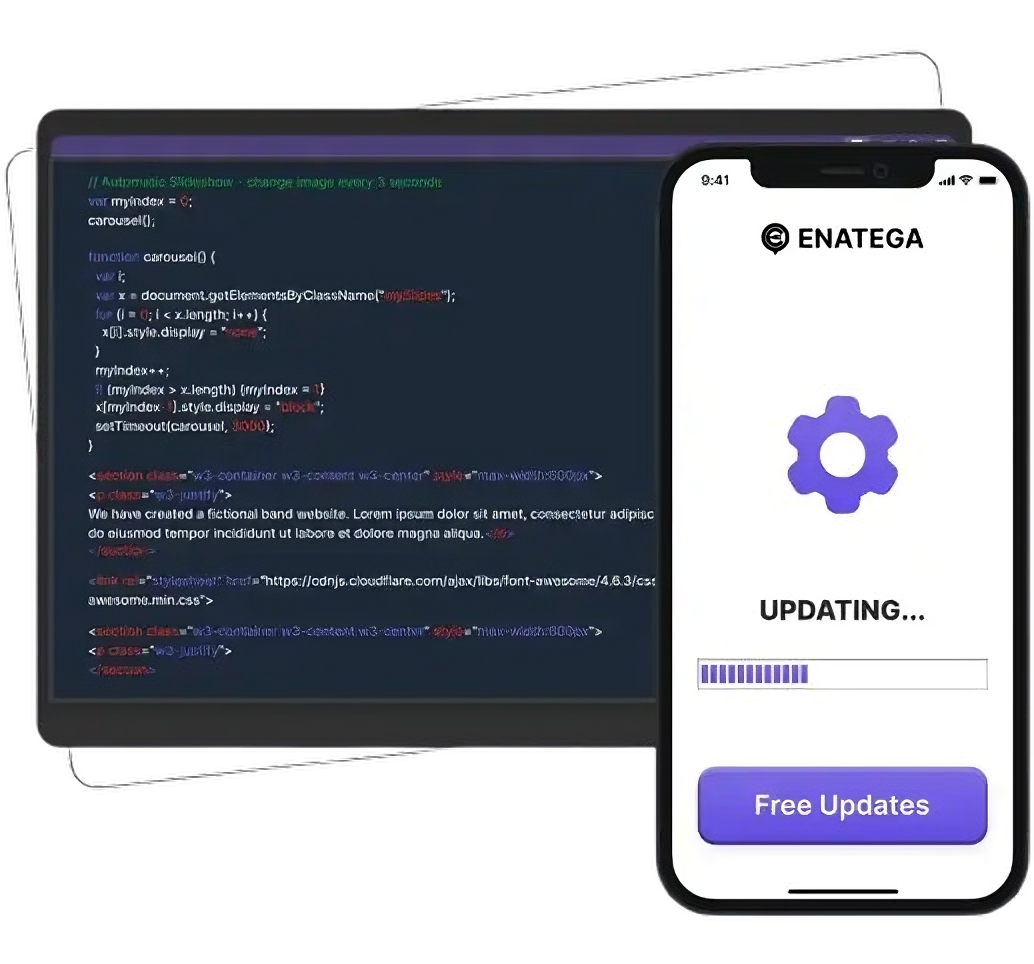 // Automatic Slideshow - change image every 3 seconds
var myIndex = 0;
carousel();
function carousel() {
var i;
var x = document.getElementsByClassName("mySlides");
for (i = 0; i < x.length; i++) {
x[i].style.display = "none";
}
myIndex++;
if (myIndex > x.length) {myIndex = 1}
x[myIndex-1].style.display = "block";
setTimeout(carousel, 3000);
}
<section class="w3-container w3-content w3-center" style="max-width:600px">
<p class="w3-justify">
We have created a fictional band website. Lorem ipsum dolor sit amet, consectetur adipisc
do eiusmod tempor incididunt ut labore et dolore magna aliqua.</p>
</section>
<link rel="stylesheet" href="https://cdnjs.cloudflare.com/ajax/libs/font-awesome/4.6.3/css
awesome.min.css">
<section class="w3-container w3-content w3-center" style="max-width:600px">
<p class="w3-justify">
</section>
9:41
ENATEGA
UPDATING...
Free Updates